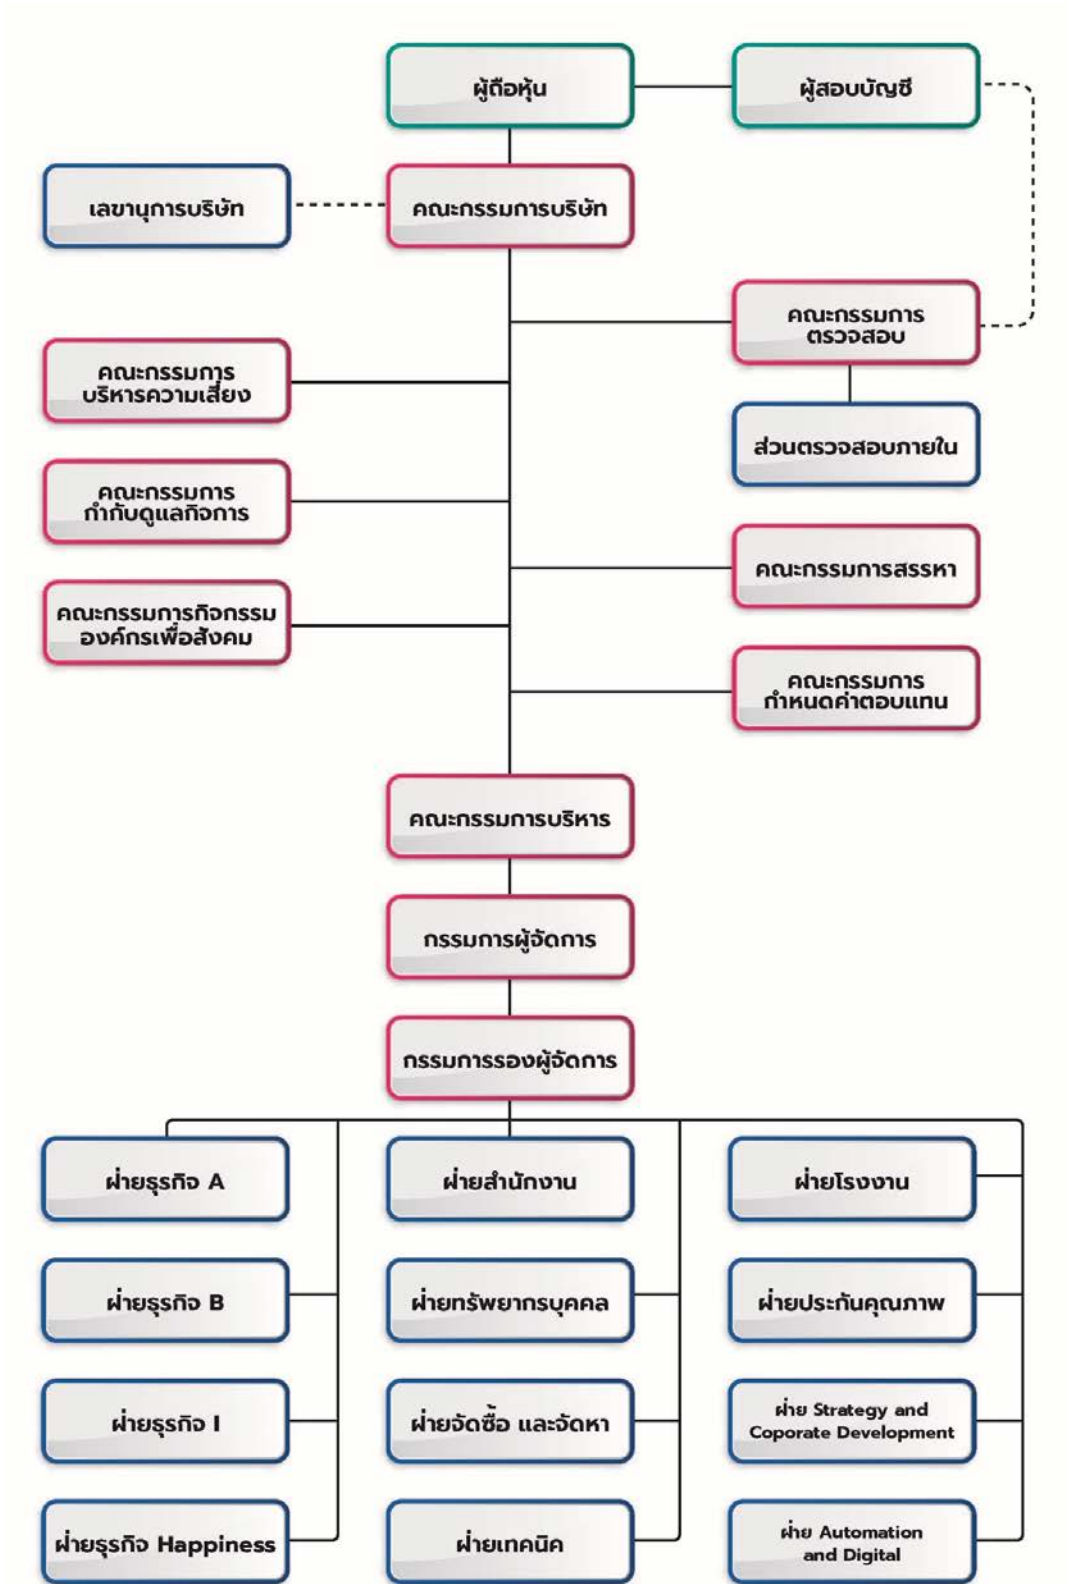 ผู้ถือหุ้น
ผู้สอบบัญชี
เลขานุการบริษัท
คณะกรรมการบริษัท
คณะกรรมการ
ตรวจสอบ
คณะกรรมการ
บริหารความเสี่ยง
ส่วนตรวจสอบภายใน
คณะกรรมการ
กำกับดูแลกิจการ
คณะกรรมการสรรหา
คณะกรรมการกิจกรรม
องค์กรเพื่อสังคม
คณะกรรมการ
กำหนดค่าตอบแทน
คณะกรรมการบริหาร
กรรมการผู้จัดการ
กรรมการรองผู้จัดการ
ฝ่ายธุรกิจ A
ฝ่ายสำนักงาน
ฝ่ายโรงงาน
ฝ่ายธุรกิจ B
ฝ่ายทรัพยากรบุคคล
ฝ่ายประกันคุณภาพ
ฝ่ายธุรกิจ I
ฝ่ายจัดซื้อ และจัดหา
ฝ่าย Strategy and
Coporate Development
ฝ่ายธุรกิจ Happiness
ฝ่ายเทคนิค
ฝ่าย Automation
and Digital